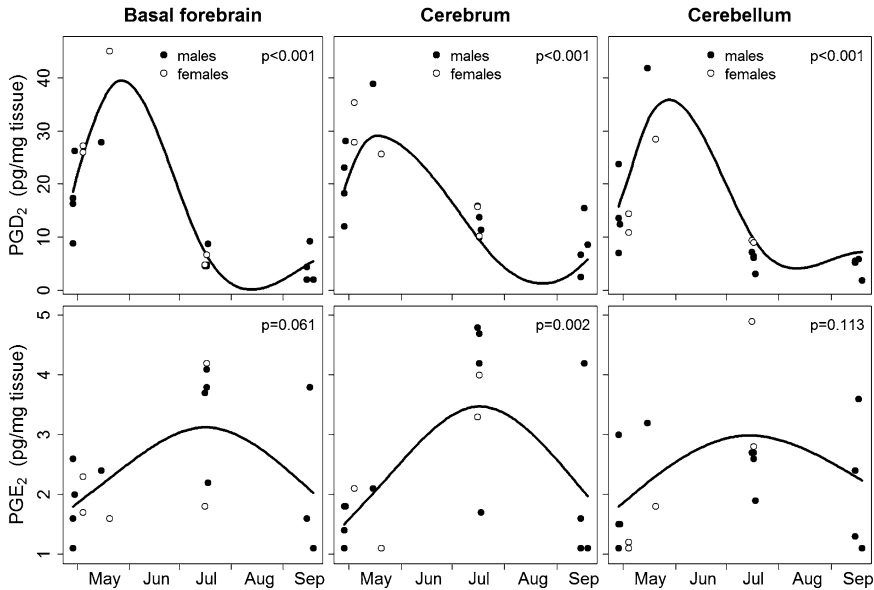 Basal forebrain Cerebrum Cerebellum
PGD2 (pg/mg tissue)
40
30
20
10
0
males
females
p<0.001
males
females
p<0.001
males
females
p<0.001
PGE2 (pg/mg tissue)
5
4
3
2
1
p=0.061
p=0.002
p=0.113
May Jun Jul Aug Sep
May Jun Jul Aug Sep
May Jun Jul Aug Sep